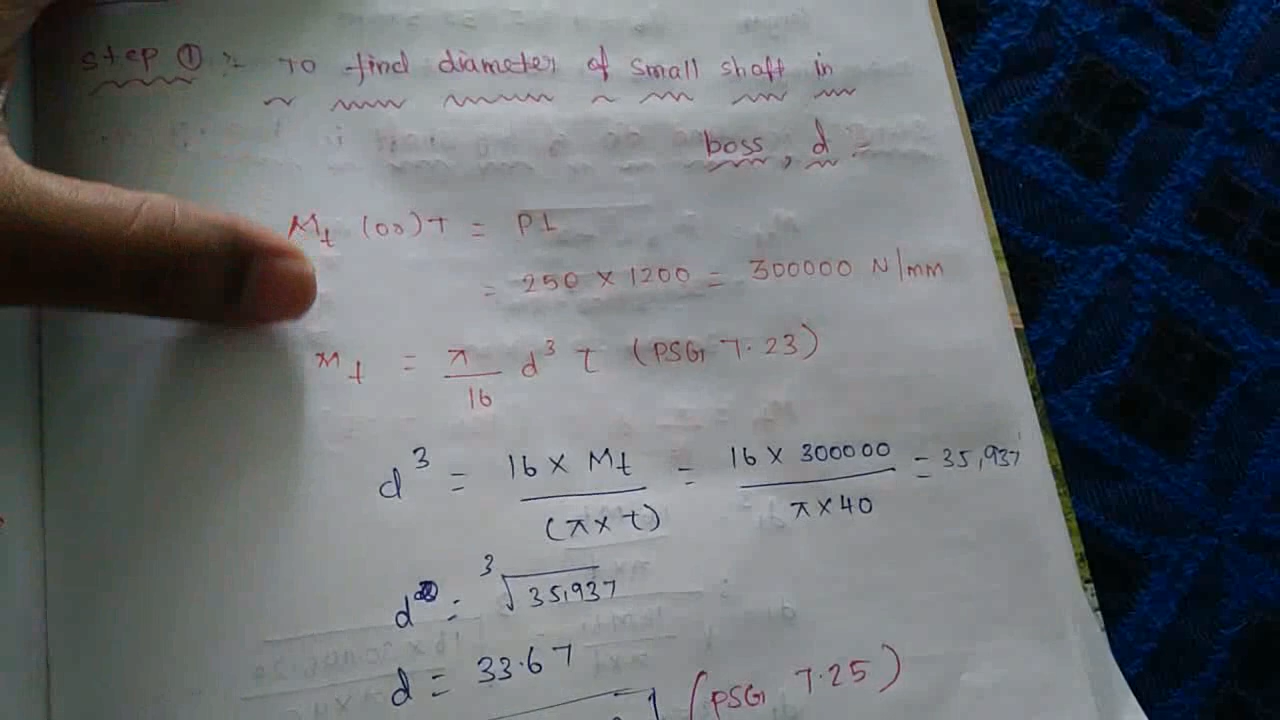 Step ① :- To find diameter of small shaft in
boss, d :-
Mt (or) T = PL
= 250 × 1200 = 300000 N/mm
Mt = π/16 d³ τ (PSG 7.23)
d³ = 16 × Mt / (π × τ) = 16 × 300000 / π × 40 = 35,937
d = ³√35,937
d = 33.67
(PSG 7.25)